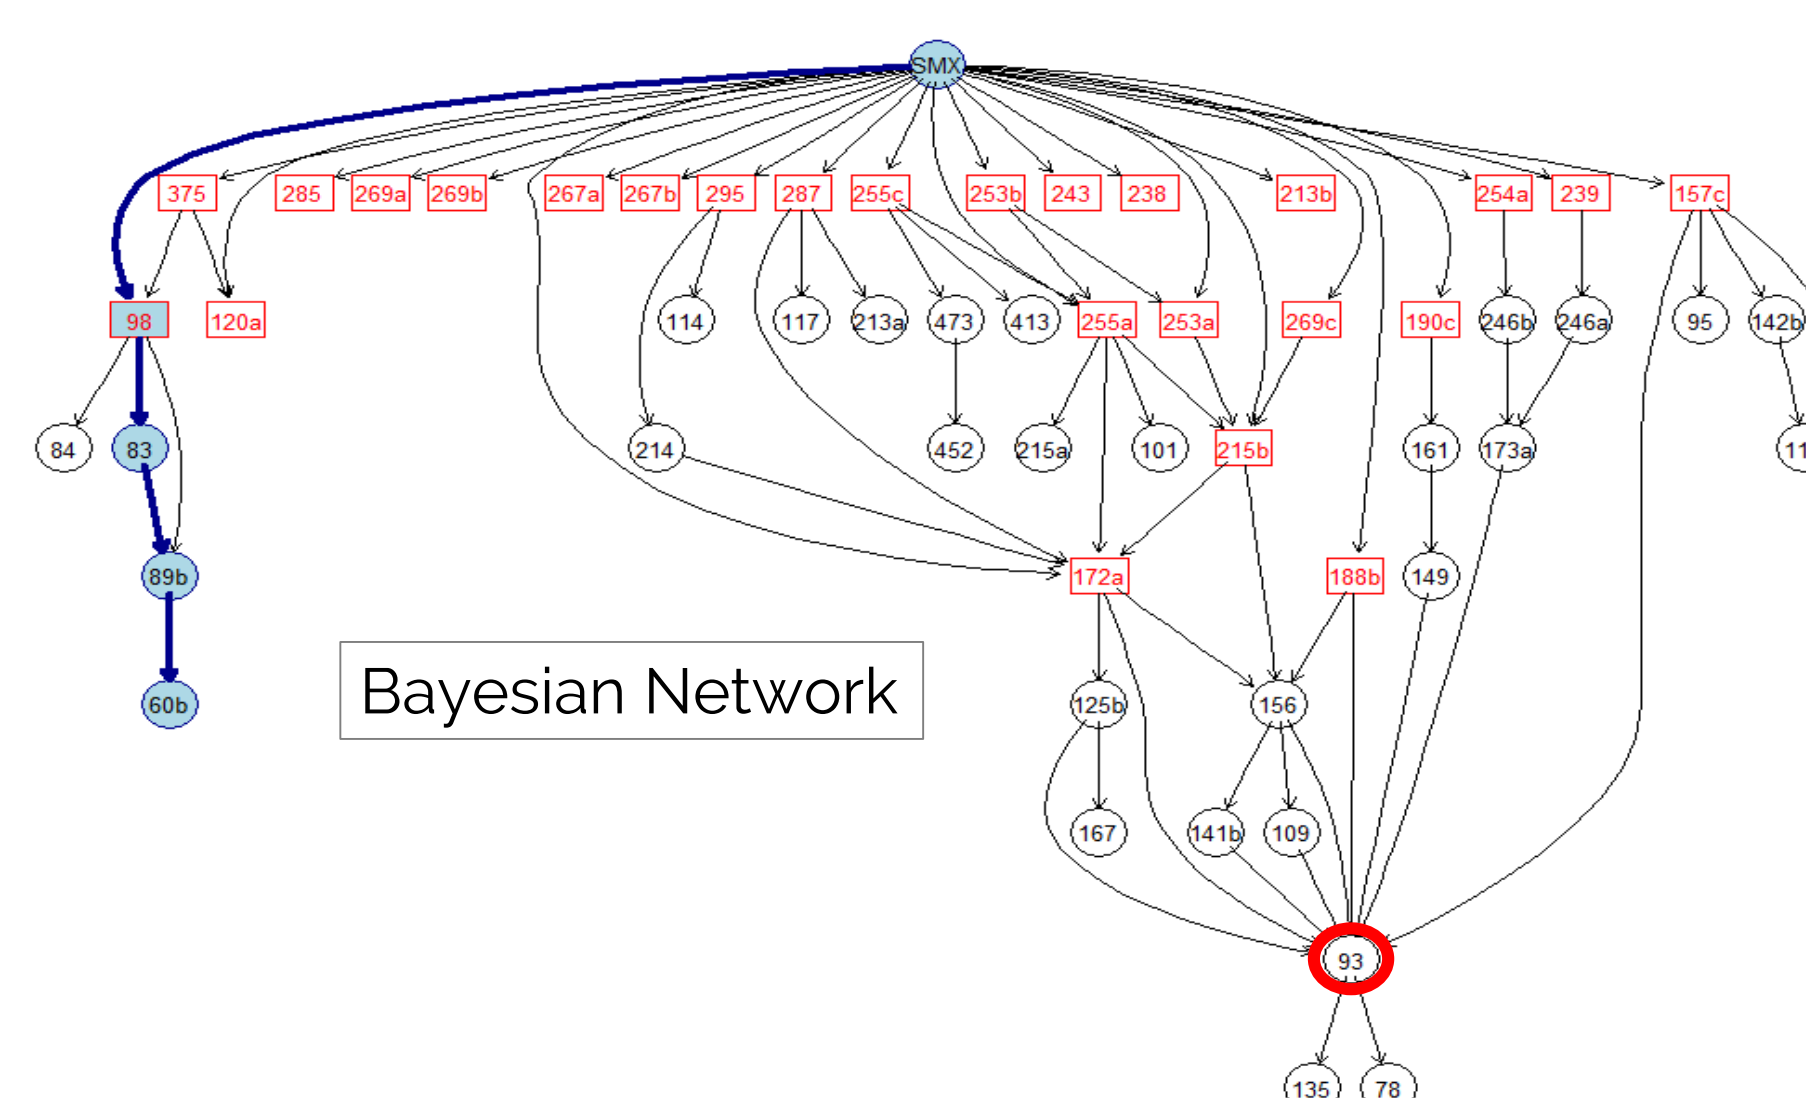 SMX
375 285 269a 269b 267a 267b 295 287 255c 253b 243 238 213b 254a 239 157c
98 120a 114 117 213a 473 413 255a 253a 269c 190c 246b 246a 95 142b
84 83 214 452 215a 101 215b 161 173a 11
89b 172a 188b 149
Bayesian Network
60b 125b 156
167 141b 109
93
135 78